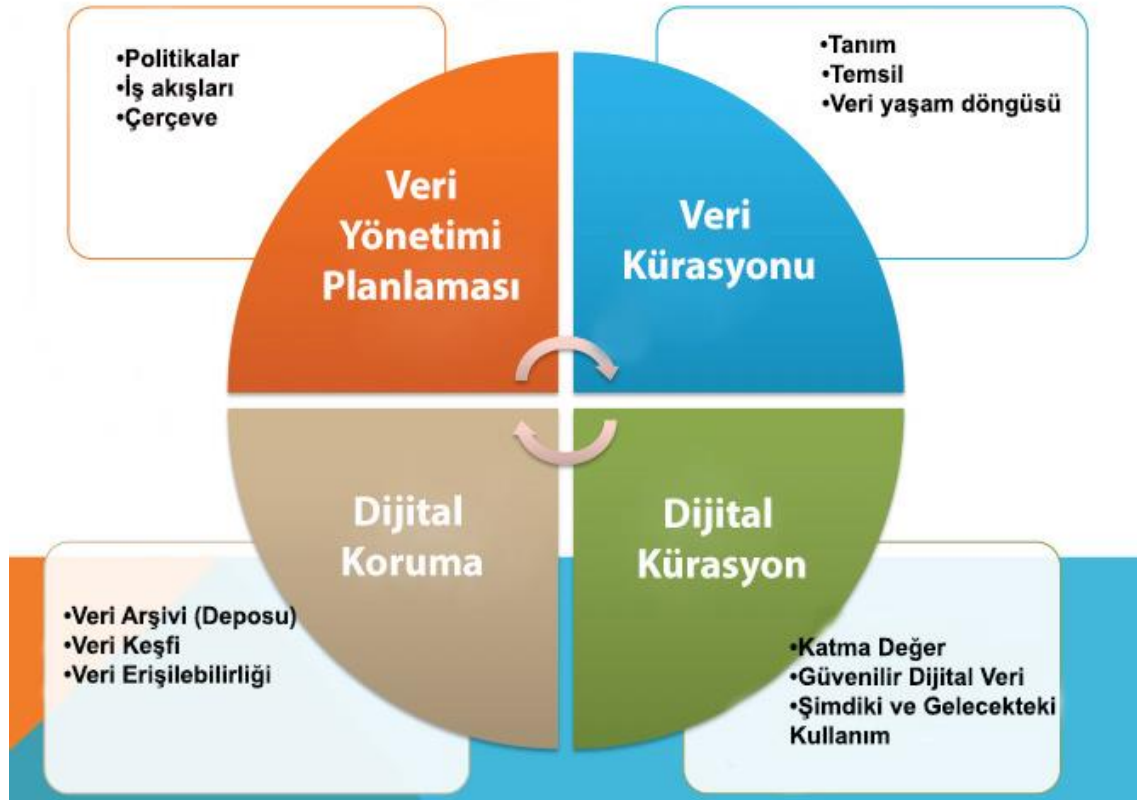 •Politikalar
•İş akışları
•Çerçeve
•Tanım
•Temsil
•Veri yaşam döngüsü
Veri
Yönetimi
Planlaması
Veri
Kürasyonu
Dijital
Koruma
Dijital
Kürasyon
•Veri Arşivi (Deposu)
•Veri Keşfi
•Veri Erişilebilirliği
•Katma Değer
•Güvenilir Dijital Veri
•Şimdiki ve Gelecekteki
Kullanım